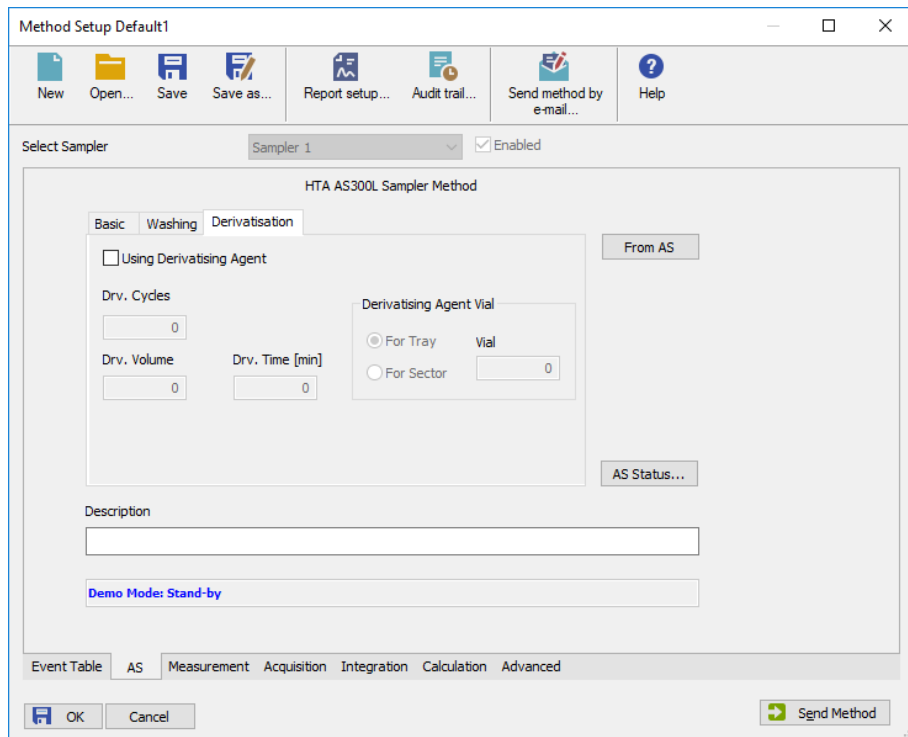 Method Setup Default1
New Open... Save Save as... Report setup... Audit trail... Send method by e-mail... Help
Select Sampler Sampler 1 Enabled
HTA AS300L Sampler Method
Basic Washing Derivatisation
From AS
Using Derivatising Agent
Drv. Cycles
0
Derivatising Agent Vial
For Tray Vial
Drv. Volume Drv. Time [min]
For Sector 0
0 0
AS Status...
Description
Demo Mode: Stand-by
Event Table AS Measurement Acquisition Integration Calculation Advanced
OK Cancel Send Method